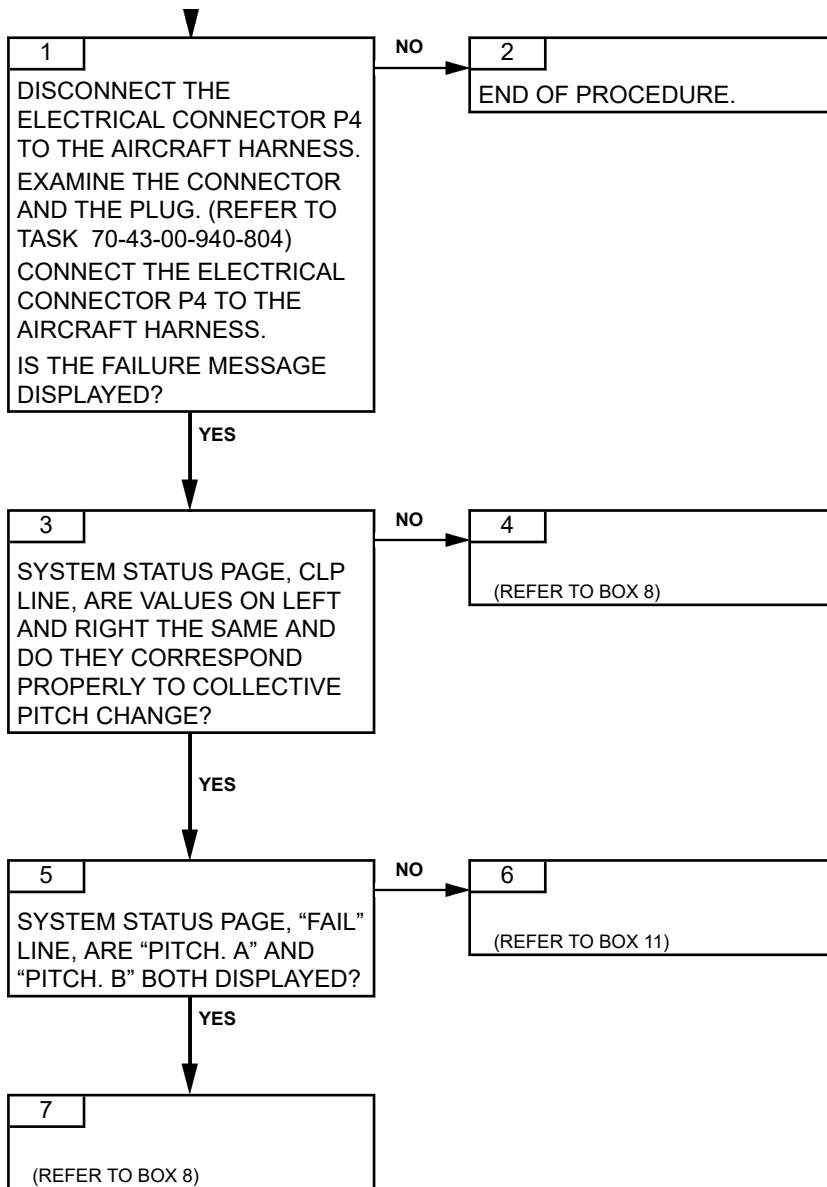 1
DISCONNECT THE
ELECTRICAL CONNECTOR P4
TO THE AIRCRAFT HARNESS.
EXAMINE THE CONNECTOR
AND THE PLUG. (REFER TO
TASK 70-43-00-940-804)
CONNECT THE ELECTRICAL
CONNECTOR P4 TO THE
AIRCRAFT HARNESS.
IS THE FAILURE MESSAGE
DISPLAYED?
NO
2
END OF PROCEDURE.
YES
3
SYSTEM STATUS PAGE, CLP
LINE, ARE VALUES ON LEFT
AND RIGHT THE SAME AND
DO THEY CORRESPOND
PROPERLY TO COLLECTIVE
PITCH CHANGE?
NO
4
(REFER TO BOX 8)
YES
5
SYSTEM STATUS PAGE, “FAIL”
LINE, ARE “PITCH. A” AND
“PITCH. B” BOTH DISPLAYED?
NO
6
(REFER TO BOX 11)
YES
7
(REFER TO BOX 8)